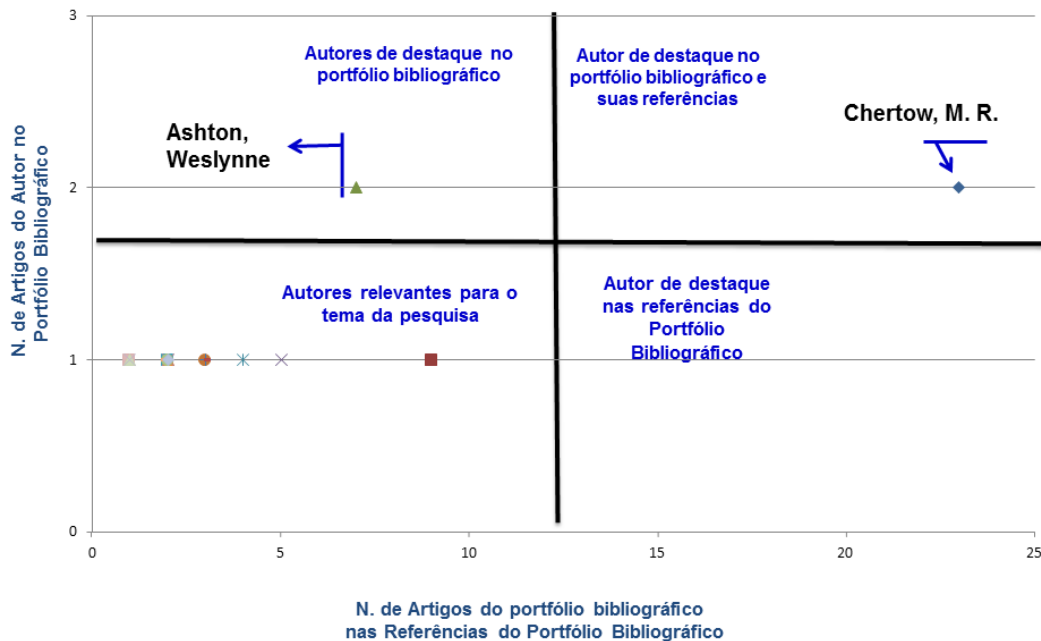 3
Autores de destaque no
portfólio bibliográfico
Autor de destaque no
portfólio bibliográfico e
suas referências
Ashton,
Weslynne
Chertow, M. R.
N. de Artigos do Autor no
Portfólio Bibliográfico
2
Autores relevantes para o
tema da pesquisa
Autor de destaque
nas referências do
Portfólio
Bibliográfico
1
0
0
5
10
15
20
25
N. de Artigos do portfólio bibliográfico
nas Referências do Portfólio Bibliográfico